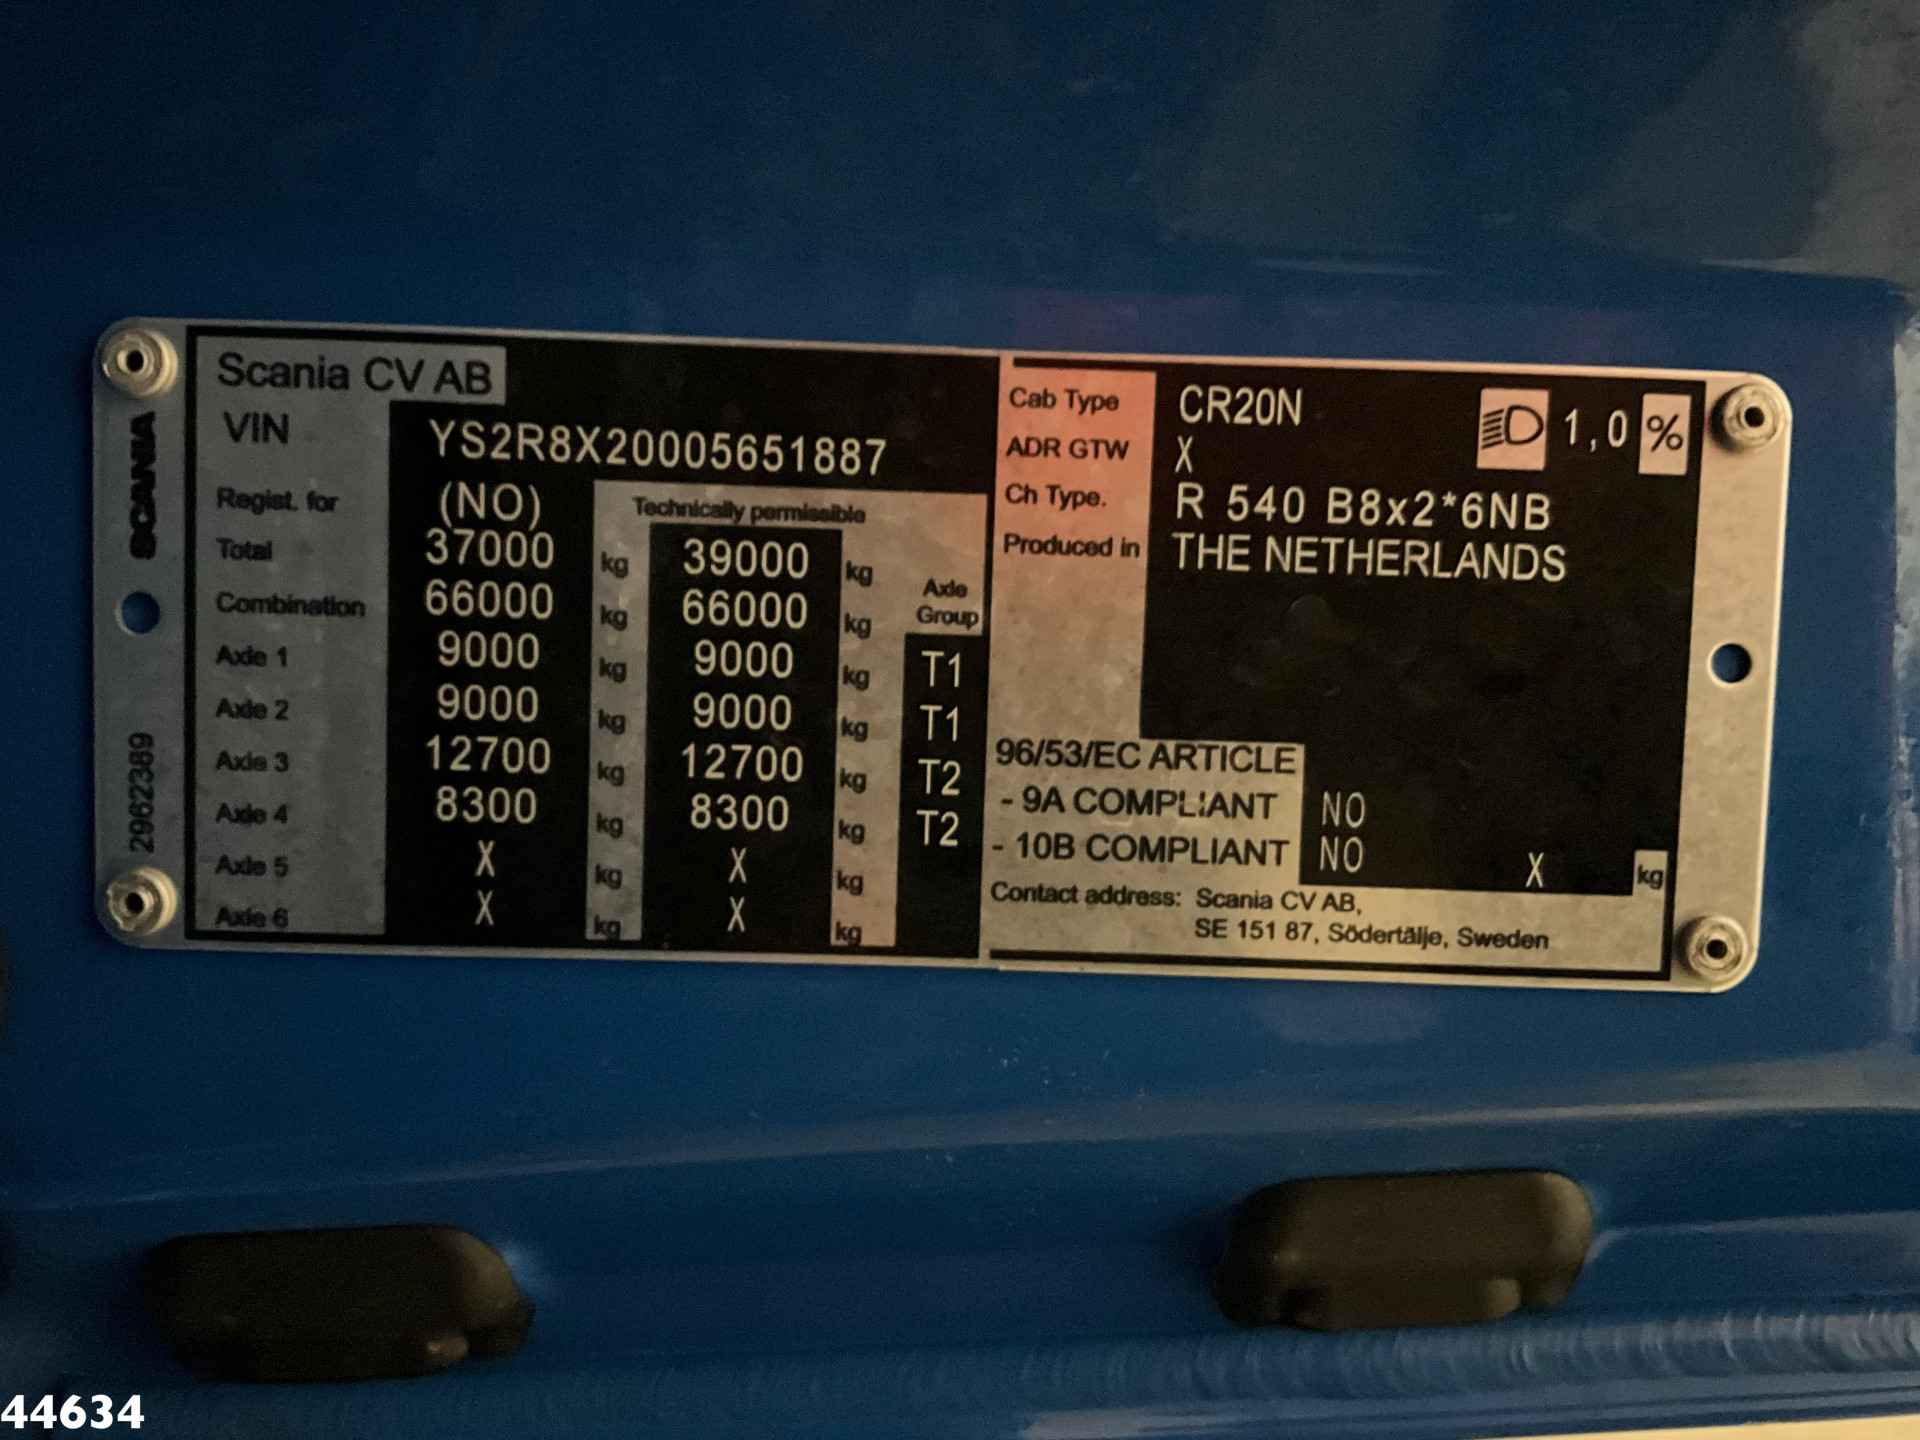 Scania CV AB
VIN YS2R8X20005651887
Regist. for (NO) Technically permissible
Total 37000 kg 39000 kg
Combination 66000 kg 66000 kg Axle Group
Axle 1 9000 kg 9000 kg T1
Axle 2 9000 kg 9000 kg T1
Axle 3 12700 kg 12700 kg T2
Axle 4 8300 kg 8300 kg T2
Axle 5 X kg X kg
Axle 6 X kg X kg
SCANIA
2962389
Cab Type CR20N 1,0 %
ADR GTW X
Ch Type. R 540 B8x2*6NB
Produced in THE NETHERLANDS
96/53/EC ARTICLE
- 9A COMPLIANT NO
- 10B COMPLIANT NO X kg
Contact address: Scania CV AB,
SE 151 87, Södertälje, Sweden
44634